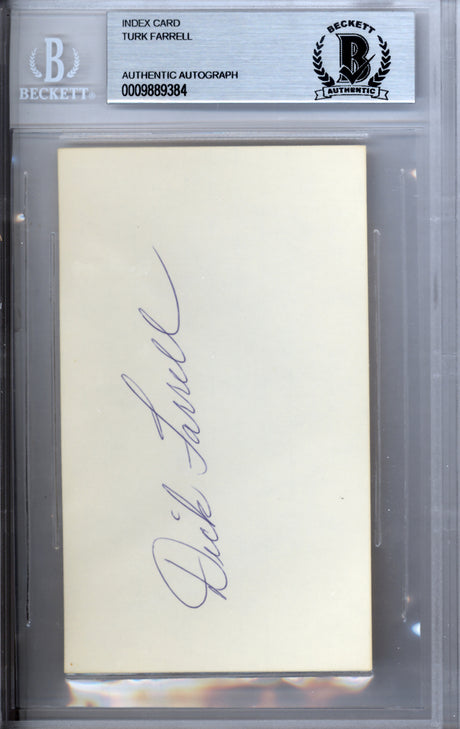 INDEX CARD
TURK FARRELL
AUTHENTIC AUTOGRAPH
0009889384
B
BECKETT®
BECKETT
B
AUTHENTIC
Dick Farrell